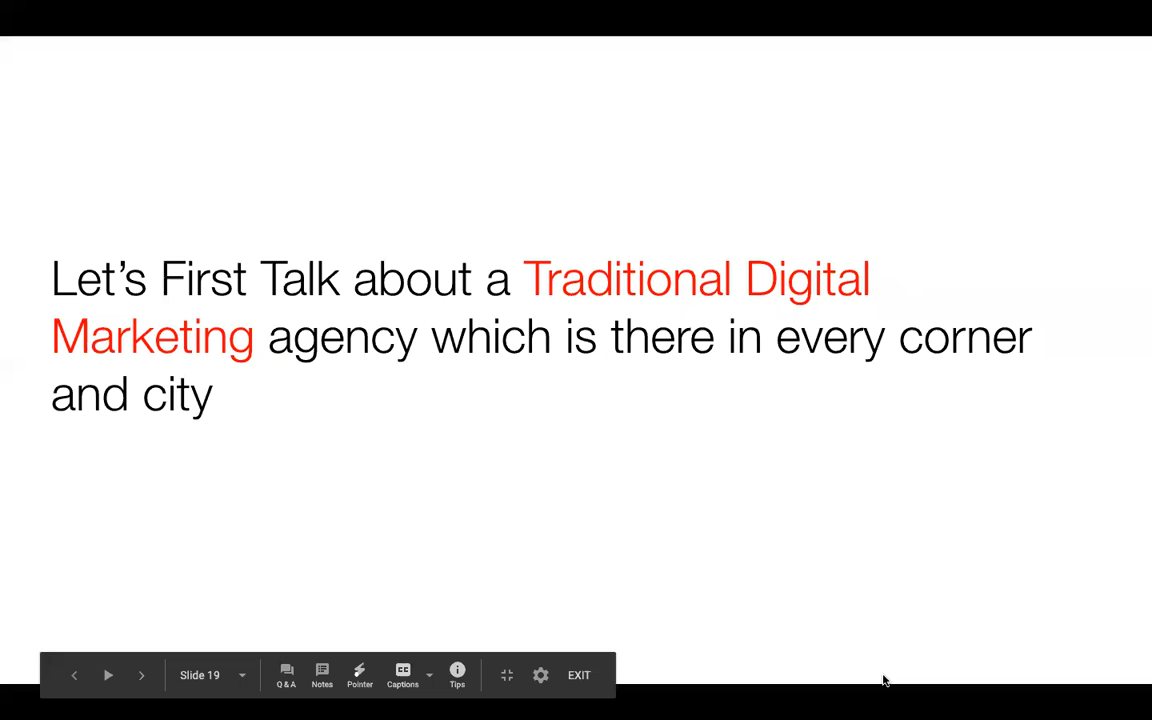 Let's First Talk about a Traditional Digital
Marketing agency which is there in every corner
and city
Slide 19
Q & A
Notes
Pointer
CC
Captions
Tips
EXIT